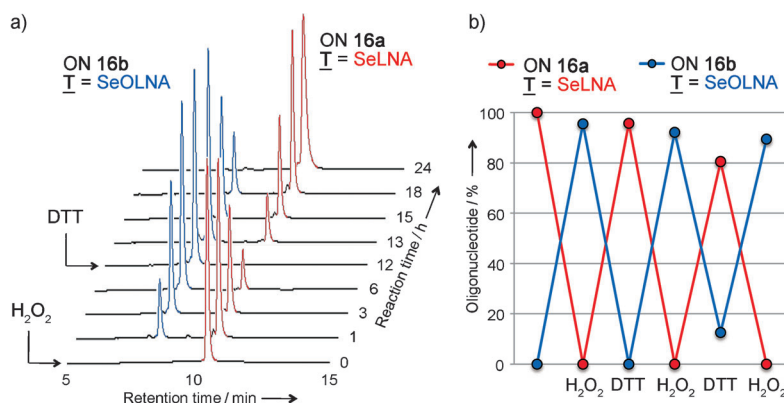 a)
ON 16b
T = SeOLNA
ON 16a
T = SeLNA
DTT
H2O2
24
18
15
13
12
6
3
1
0
Reaction time / h
5 10 15
Retention time / min
b)
ON 16a
T = SeLNA
ON 16b
T = SeOLNA
Oligonucleotide / %
100
80
60
40
20
0
H2O2 DTT H2O2 DTT H2O2